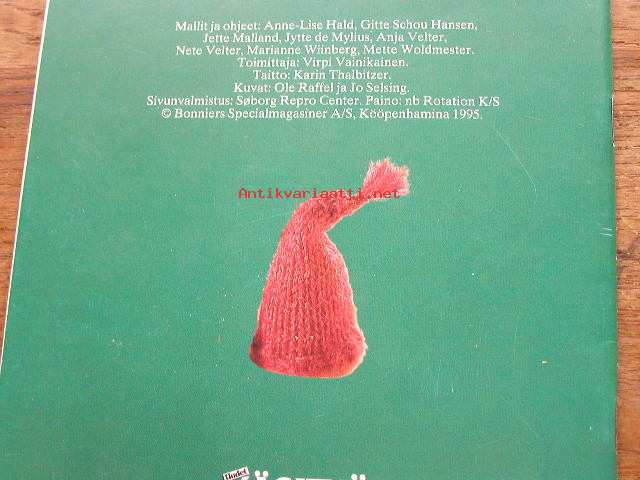 Mallit ja ohjeet: Anne-Lise Hald, Gitte Schou Hansen,
Jette Malland, Jytte de Mylius, Anja Velter,
Nete Velter, Marianne Wiinberg, Mette Woldmester.
Toimittaja: Virpi Vainikainen.
Taitto: Karin Thalbitzer.
Kuvat: Ole Raffel ja Jo Selsing.
Sivunvalmistus: Søborg Repro Center. Paino: nb Rotation K/S
© Bonniers Specialmagasiner A/S, Kööpenhamina 1995.
Antikvariaatti.net
Uudet